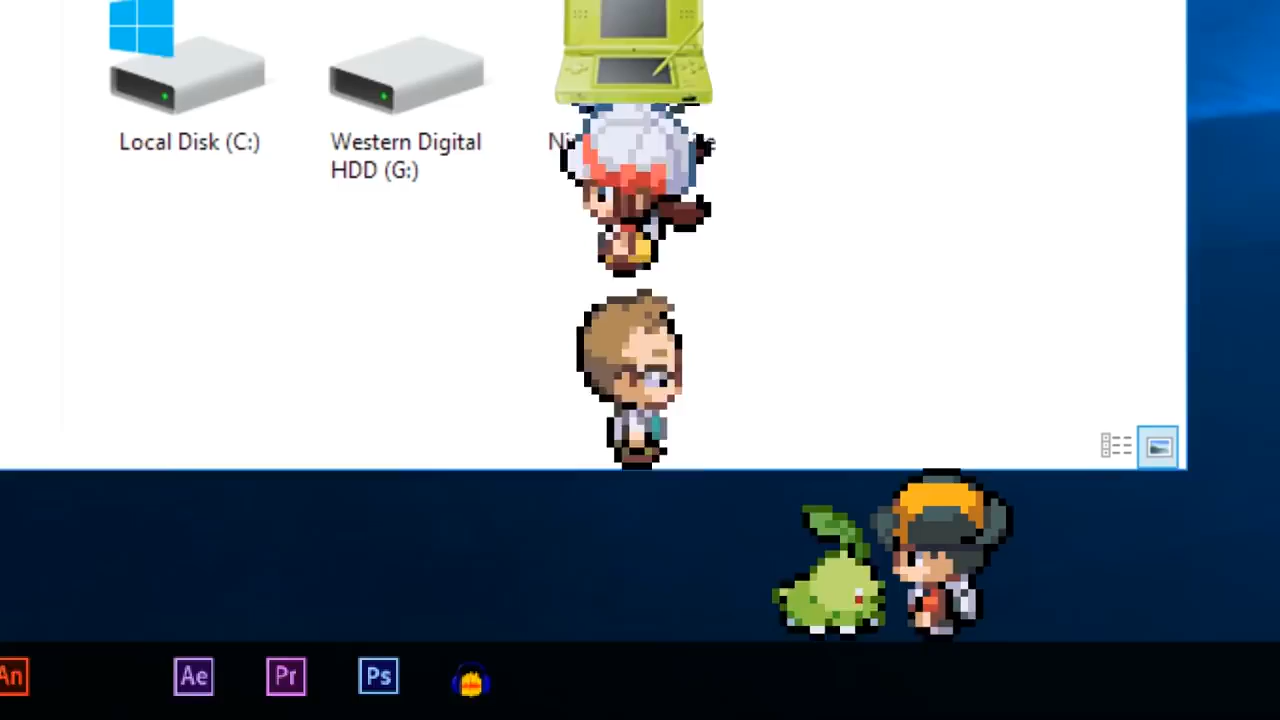 Local Disk (C:)
Western Digital
HDD (G:)
An
Ae
Pr
Ps